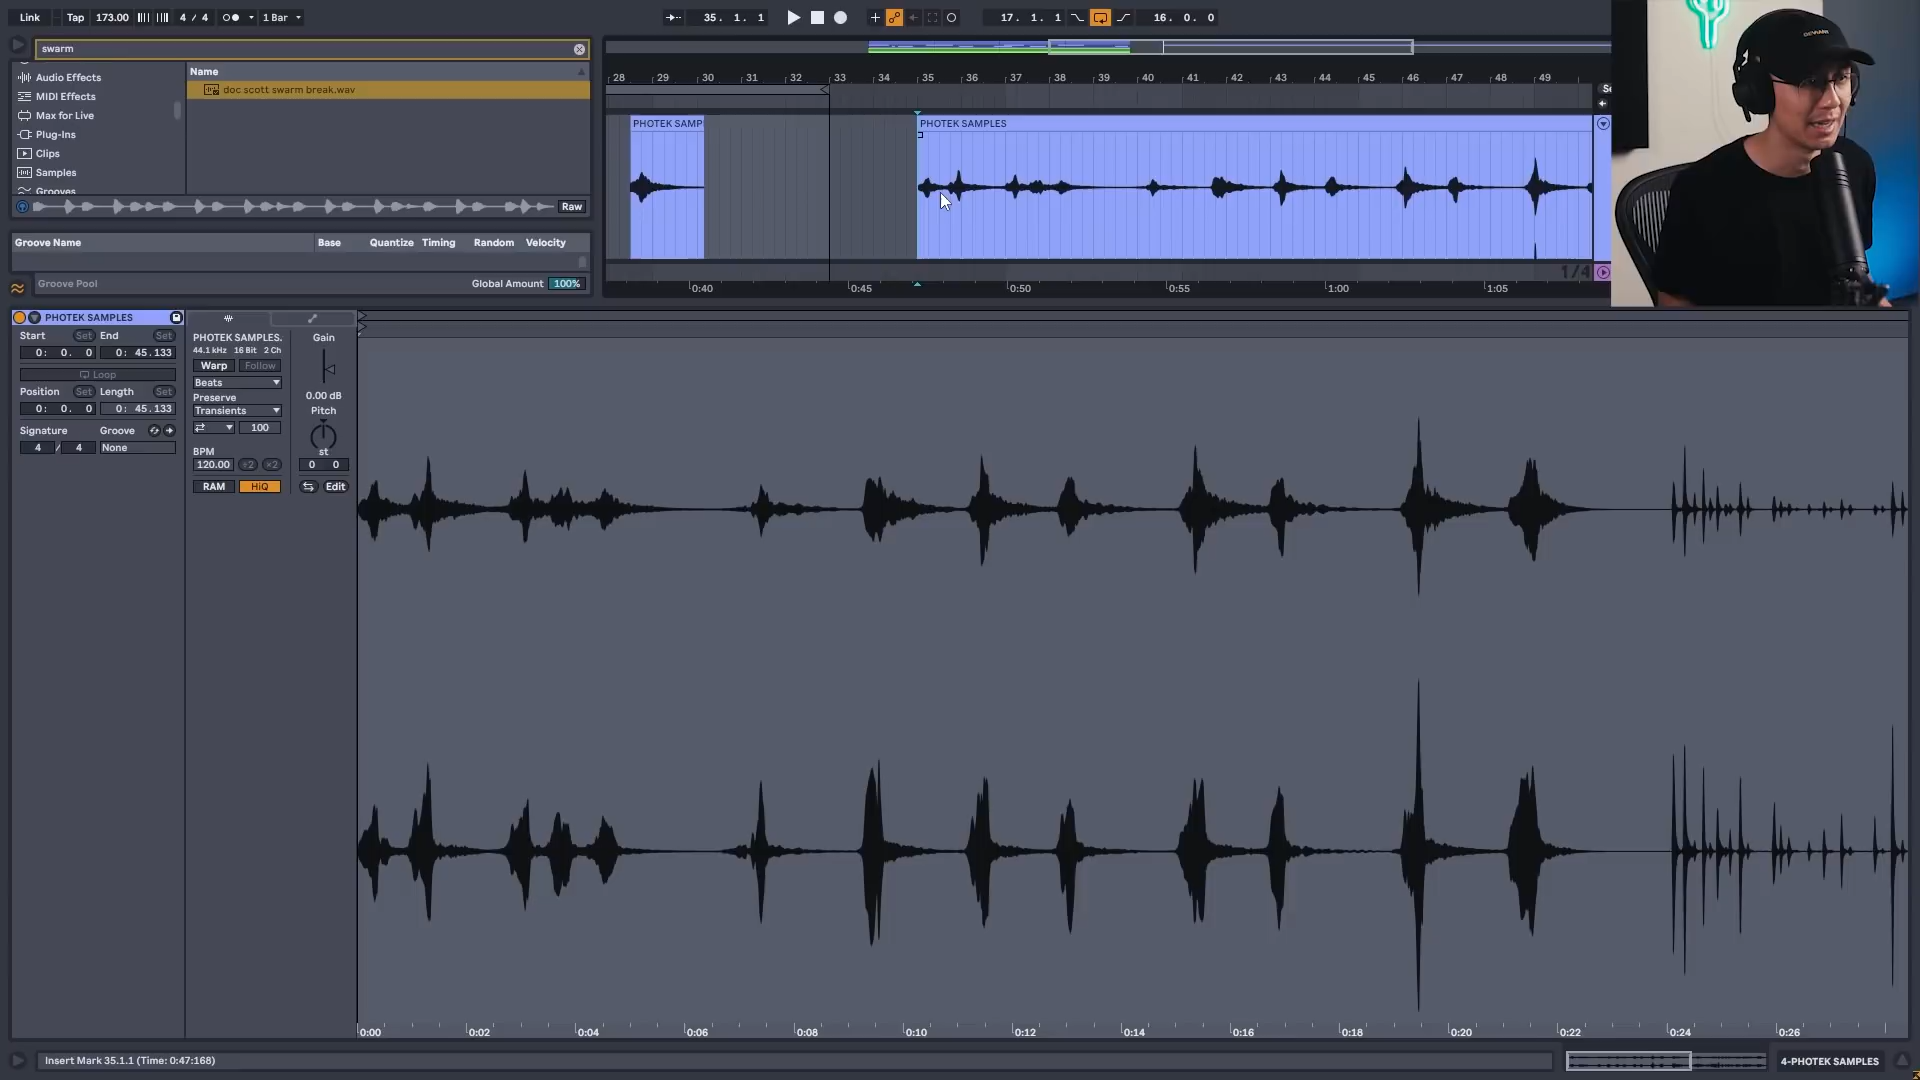 Link Tap 173.00 4 / 4 1 Bar 35. 1. 1 17. 1. 1 16. 0. 0
swarm
Audio Effects
MIDI Effects
Max for Live
Plug-Ins
Clips
Samples
Grooves
Name
doc scott swarm break.wav
Raw
Groove Name Base Quantize Timing Random Velocity
Groove Pool Global Amount 100%
28 29 30 31 32 33 34 35 36 37 38 39 40 41 42 43 44 45 46 47 48 49
PHOTEK SAMP PHOTEK SAMPLES
1/4
0:40 0:45 0:50 0:55 1:00 1:05
PHOTEK SAMPLES
Start Set End Set
0: 0. 0 0: 45.133
Loop
Position Set Length Set
0: 0. 0 0: 45.133
Signature Groove
4 / 4 None
PHOTEK SAMPLES.
44.1 kHz 16 Bit 2 Ch
Warp Follow
Beats
Preserve
Transients
100
BPM
120.00 ÷2 ×2
RAM HiQ
Gain
0.00 dB
Pitch
st
0 0
Edit
0:00 0:02 0:04 0:06 0:08 0:10 0:12 0:14 0:16 0:18 0:20 0:22 0:24 0:26
Insert Mark 35.1.1 (Time: 0:47:168)
4-PHOTEK SAMPLES